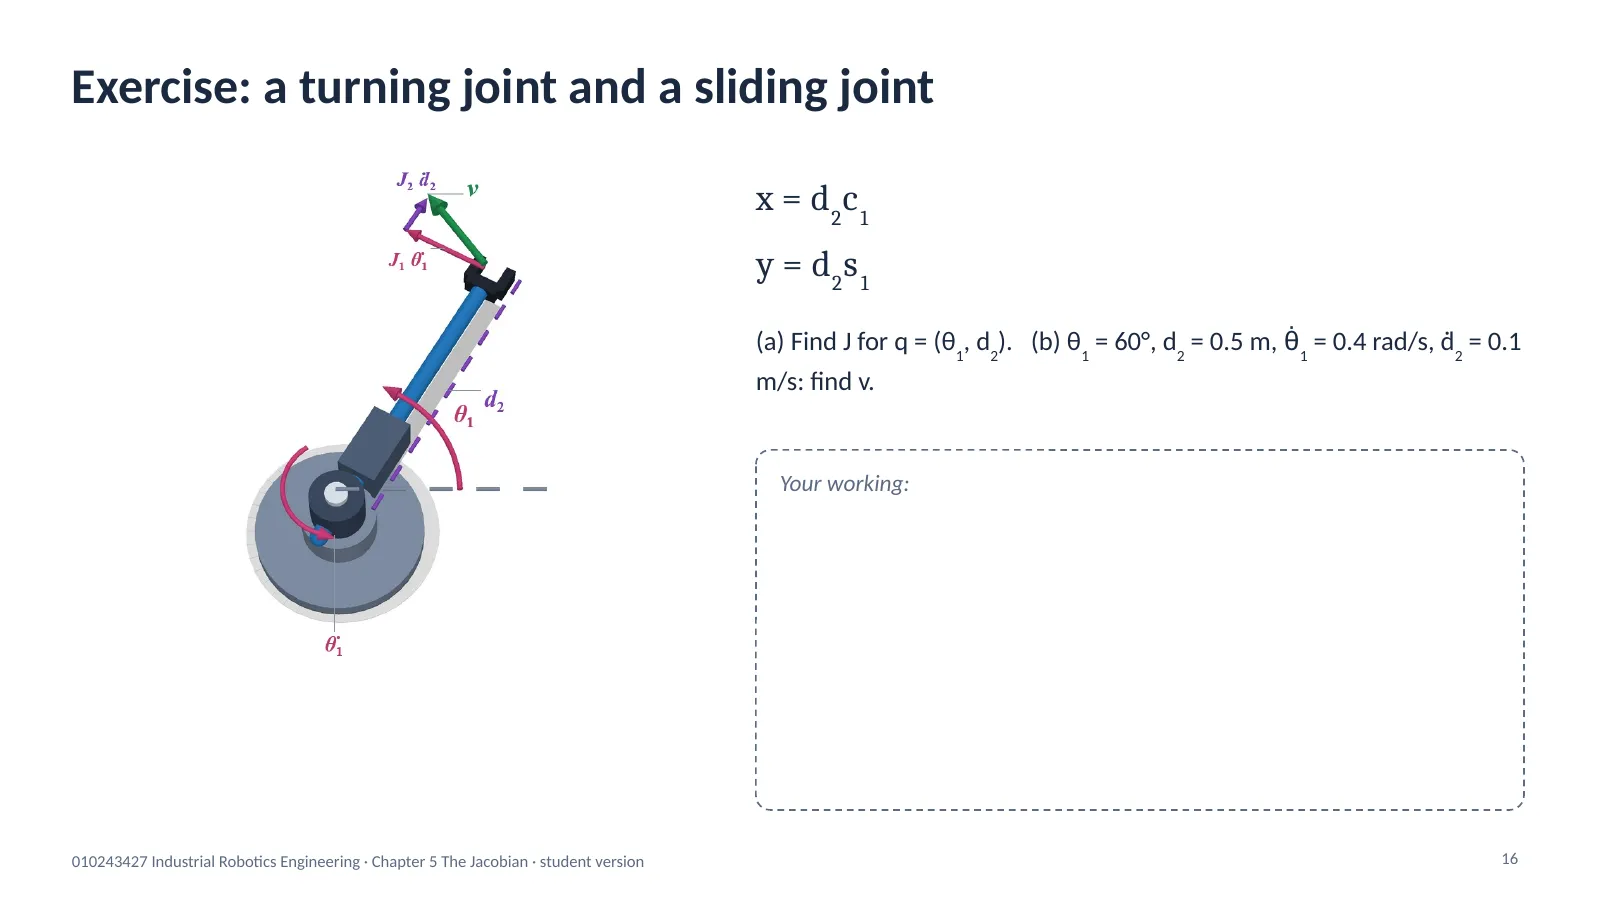 Exercise: a turning joint and a sliding joint
J₂ ḋ₂
v
J₁ θ̇₁
θ₁
d₂
θ̇₁
x = d₂c₁
y = d₂s₁
(a) Find J for q = (θ₁, d₂). (b) θ₁ = 60°, d₂ = 0.5 m, θ̇₁ = 0.4 rad/s, ḋ₂ = 0.1
m/s: find v.
Your working:
010243427 Industrial Robotics Engineering · Chapter 5 The Jacobian · student version
16